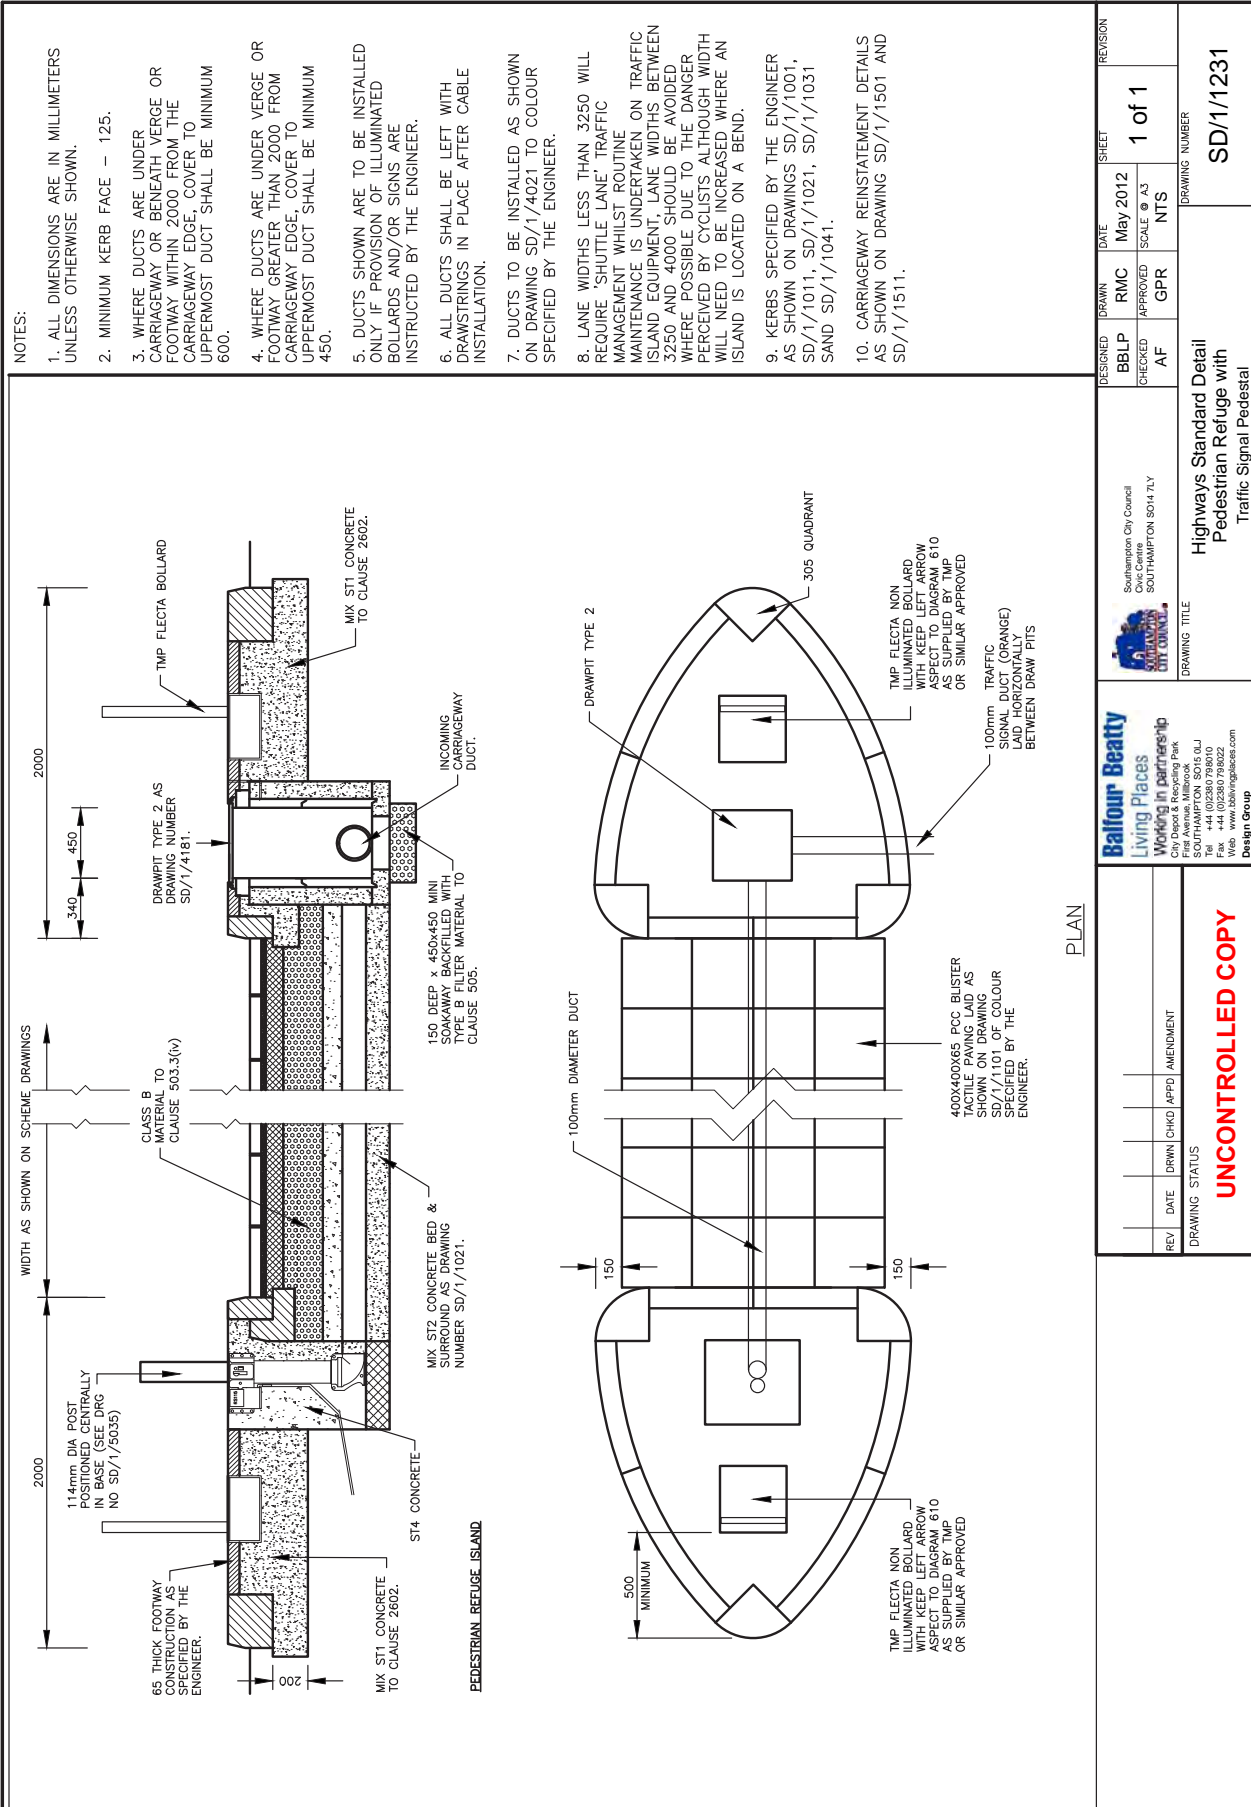 WIDTH AS SHOWN ON SCHEME DRAWINGS
2000
2000
340
450
114mm DIA POST
POSITIONED CENTRALLY
IN BASE (SEE DRG
NO SD/1/5035)
CLASS B
MATERIAL TO
CLAUSE 503.3(iv)
DRAWPIT TYPE 2 AS
DRAWING NUMBER
SD/1/4181.
TMP FLECTA BOLLARD
65 THICK FOOTWAY
CONSTRUCTION AS
SPECIFIED BY THE
ENGINEER.
200
MIX ST1 CONCRETE
TO CLAUSE 2602.
ST4 CONCRETE
MIX ST2 CONCRETE BED &
SURROUND AS DRAWING
NUMBER SD/1/1021.
150 DEEP x 450x450 MINI
SOAKAWAY BACKFILLED WITH
TYPE B FILTER MATERIAL TO
CLAUSE 505.
INCOMING
CARRIAGEWAY
DUCT.
MIX ST1 CONCRETE
TO CLAUSE 2602.
PEDESTRIAN REFUGE ISLAND
500
MINIMUM
150
150
100mm DIAMETER DUCT
DRAWPIT TYPE 2
305 QUADRANT
TMP FLECTA NON
ILLUMINATED BOLLARD
WITH KEEP LEFT ARROW
ASPECT TO DIAGRAM 610
AS SUPPLIED BY TMP
OR SIMILAR APPROVED
400X400X65 PCC BLISTER
TACTILE PAVING LAID AS
SHOWN ON DRAWING
SD/1/1101 OF COLOUR
SPECIFIED BY THE
ENGINEER.
TMP FLECTA NON
ILLUMINATED BOLLARD
WITH KEEP LEFT ARROW
ASPECT TO DIAGRAM 610
AS SUPPLIED BY TMP
OR SIMILAR APPROVED
100mm TRAFFIC
SIGNAL DUCT (ORANGE)
LAID HORIZONTALLY
BETWEEN DRAW PITS
PLAN
NOTES:
1. ALL DIMENSIONS ARE IN MILLIMETERS
UNLESS OTHERWISE SHOWN.
2. MINIMUM KERB FACE – 125.
3. WHERE DUCTS ARE UNDER
CARRIAGEWAY OR BENEATH VERGE OR
FOOTWAY WITHIN 2000 FROM THE
CARRIAGEWAY EDGE, COVER TO
UPPERMOST DUCT SHALL BE MINIMUM
600.
4. WHERE DUCTS ARE UNDER VERGE OR
FOOTWAY GREATER THAN 2000 FROM
CARRIAGEWAY EDGE, COVER TO
UPPERMOST DUCT SHALL BE MINIMUM
450.
5. DUCTS SHOWN ARE TO BE INSTALLED
ONLY IF PROVISION OF ILLUMINATED
BOLLARDS AND/OR SIGNS ARE
INSTRUCTED BY THE ENGINEER.
6. ALL DUCTS SHALL BE LEFT WITH
DRAWSTRINGS IN PLACE AFTER CABLE
INSTALLATION.
7. DUCTS TO BE INSTALLED AS SHOWN
ON DRAWING SD/1/4021 TO COLOUR
SPECIFIED BY THE ENGINEER.
8. LANE WIDTHS LESS THAN 3250 WILL
REQUIRE 'SHUTTLE LANE' TRAFFIC
MANAGEMENT WHILST ROUTINE
MAINTENANCE IS UNDERTAKEN ON TRAFFIC
ISLAND EQUIPMENT, LANE WIDTHS BETWEEN
3250 AND 4000 SHOULD BE AVOIDED
WHERE POSSIBLE DUE TO THE DANGER
PERCEIVED BY CYCLISTS ALTHOUGH WIDTH
WILL NEED TO BE INCREASED WHERE AN
ISLAND IS LOCATED ON A BEND.
9. KERBS SPECIFIED BY THE ENGINEER
AS SHOWN ON DRAWINGS SD/1/1001,
SD/1/1011, SD/1/1021, SD/1/1031
SAND SD/1/1041.
10. CARRIAGEWAY REINSTATEMENT DETAILS
AS SHOWN ON DRAWING SD/1/1501 AND
SD/1/1511.
REV DATE DRWN CHKD APPD AMENDMENT
DRAWING STATUS
UNCONTROLLED COPY
Balfour Beatty
Living Places
Working in partnership
City Depot & Recycling Park
First Avenue, Millbrook
SOUTHAMPTON SO15 0LJ
Tel +44 (0)2380 798010
Fax +44 (0)2380 798022
Web www.bblivingplaces.com
Design Group
SOUTHAMPTON
CITY COUNCIL
Southampton City Council
Civic Centre
SOUTHAMPTON SO14 7LY
DRAWING TITLE
Highways Standard Detail
Pedestrian Refuge with
Traffic Signal Pedestal
DESIGNED
BBLP
DRAWN
RMC
DATE
May 2012
SHEET
1 of 1
REVISION
CHECKED
AF
APPROVED
GPR
SCALE @ A3
NTS
DRAWING NUMBER
SD/1/1231